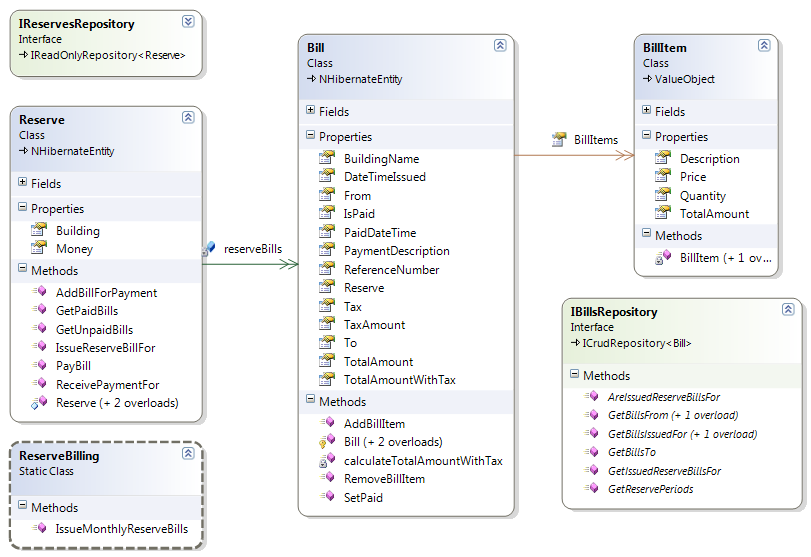 IReservesRepository
Interface
IReadOnlyRepository<Reserve>
Reserve
Class
NHibernateEntity
Fields
Properties
Building
Money
Methods
AddBillForPayment
GetPaidBills
GetUnpaidBills
IssueReserveBillFor
PayBill
ReceivePaymentFor
Reserve (+ 2 overloads)
ReserveBilling
Static Class
Methods
IssueMonthlyReserveBills
reserveBills
Bill
Class
NHibernateEntity
Fields
Properties
BuildingName
DateTimeIssued
From
IsPaid
PaidDateTime
PaymentDescription
ReferenceNumber
Reserve
Tax
TaxAmount
To
TotalAmount
TotalAmountWithTax
Methods
AddBillItem
Bill (+ 2 overloads)
calculateTotalAmountWithTax
RemoveBillItem
SetPaid
BillItems
BillItem
Class
ValueObject
Fields
Properties
Description
Price
Quantity
TotalAmount
Methods
BillItem (+ 1 ov...
IBillsRepository
Interface
ICrudRepository<Bill>
Methods
AreIssuedReserveBillsFor
GetBillsFrom (+ 1 overload)
GetBillsIssuedFor (+ 1 overload)
GetBillsTo
GetIssuedReserveBillsFor
GetReservePeriods